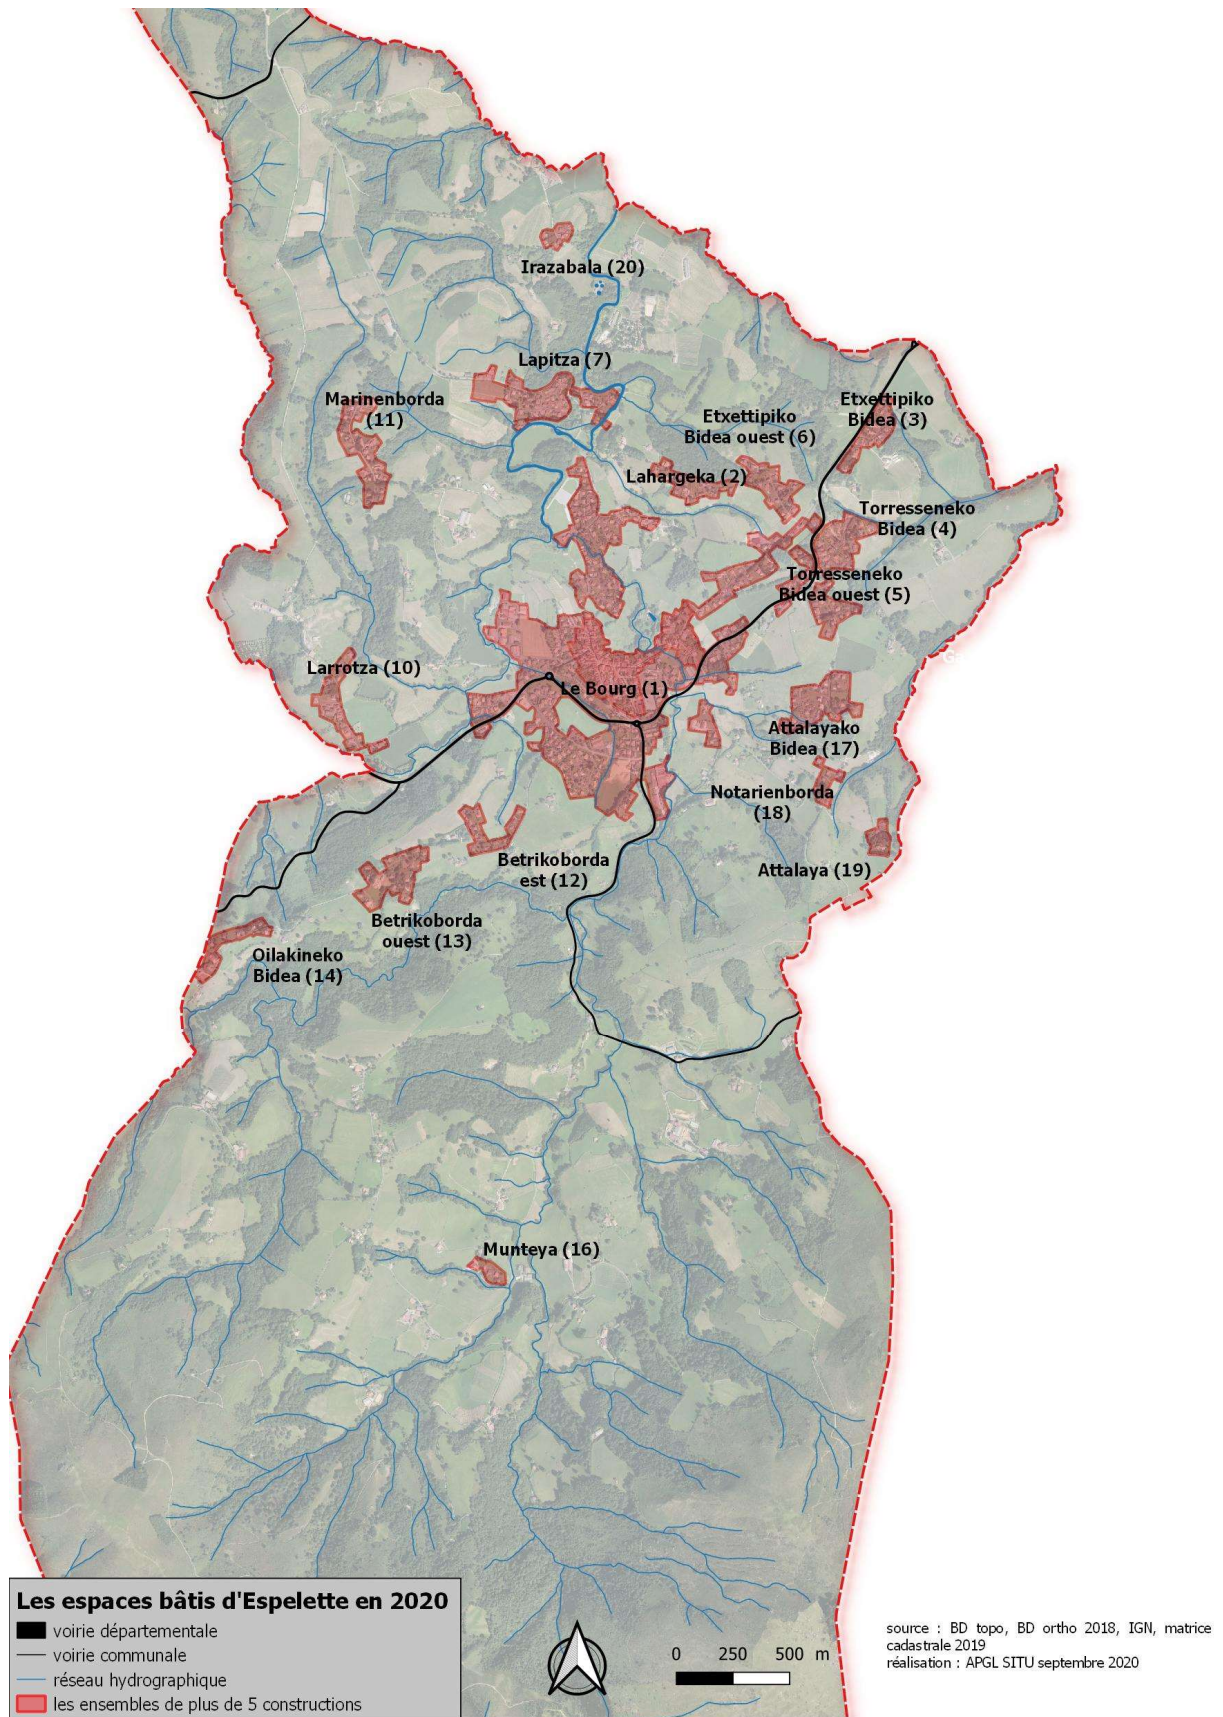 Irazabala (20)
Lapitza (7)
Marinenborda
(11)
Etxettipiko
Bidea (3)
Etxettipiko
Bidea ouest (6)
Lahargeka (2)
Torresseneko
Bidea (4)
Torresseneko
Bidea ouest (5)
Larrotza (10)
Le Bourg (1)
Attalayako
Bidea (17)
Notarienborda
(18)
Attalaya (19)
Betrikoborda
est (12)
Betrikoborda
ouest (13)
Oilakineko
Bidea (14)
Munteya (16)
Les espaces bâtis d'Espelette en 2020
voirie départementale
voirie communale
réseau hydrographique
les ensembles de plus de 5 constructions
0 250 500 m
source : BD topo, BD ortho 2018, IGN, matrice
cadastrale 2019
réalisation : APGL SITU septembre 2020